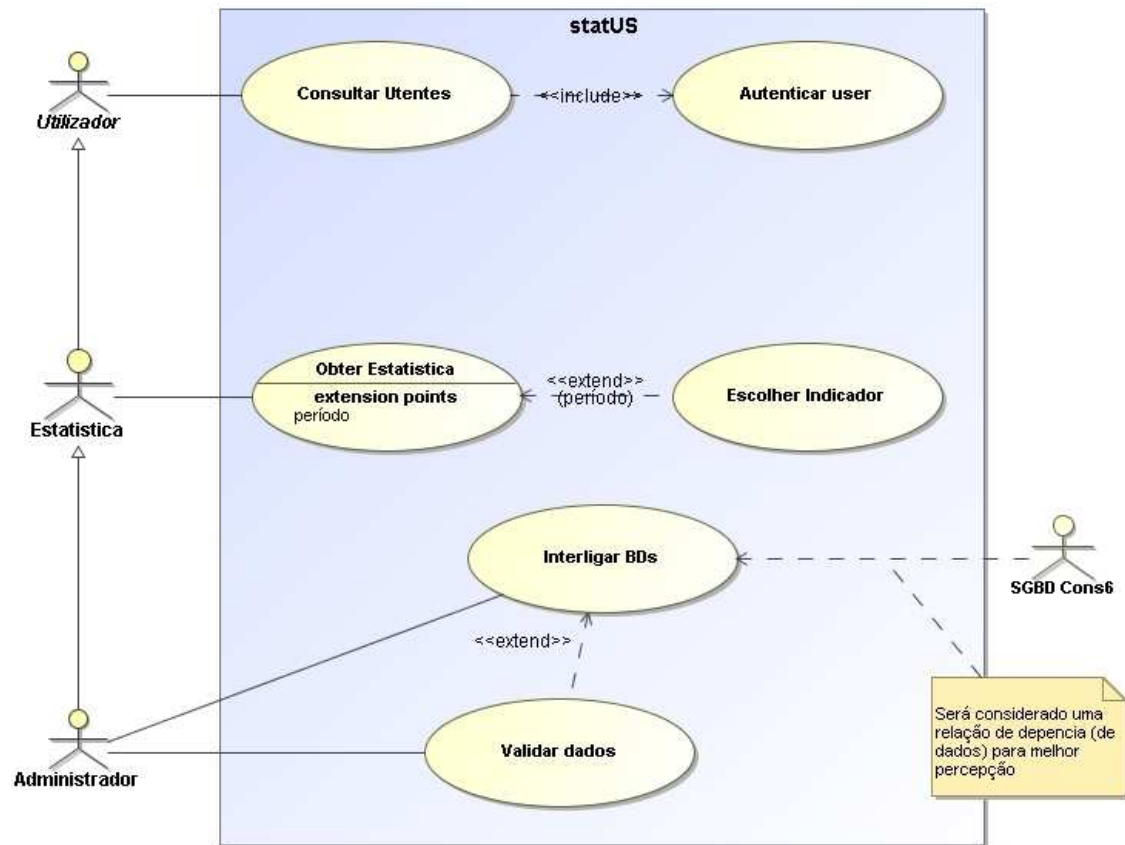 statUS
Utilizador
Consultar Utentes
<<include>>
Autenticar user
Estatistica
Obter Estatistica
extension points
período
<<extend>>
(período)
Escolher Indicador
Interligar BDs
SGBD Cons6
<<extend>>
Administrador
Validar dados
Será considerado uma
relação de depencia (de
dados) para melhor
percepção